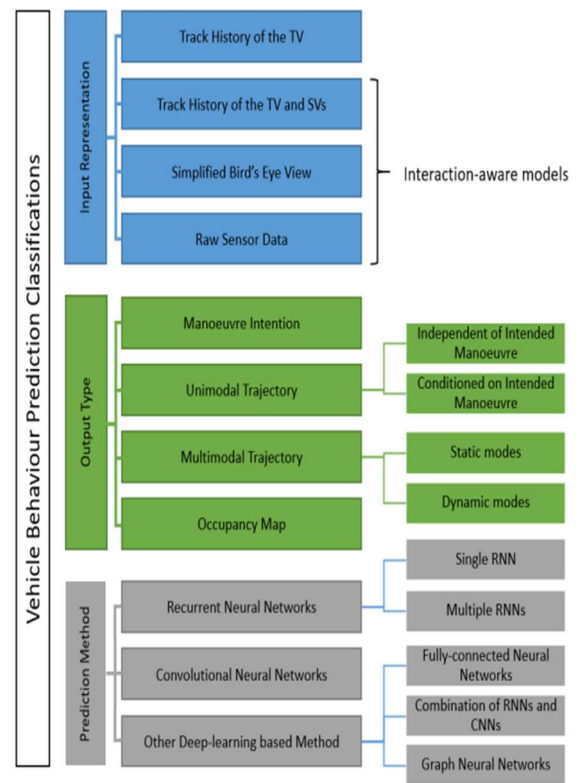 Vehicle Behaviour Prediction Classifications
Input Representation
Track History of the TV
Track History of the TV and SVs
Simplified Bird's Eye View
Raw Sensor Data
Interaction-aware models
Output Type
Manoeuvre Intention
Unimodal Trajectory
Independent of Intended
Manoeuvre
Conditioned on Intended
Manoeuvre
Multimodal Trajectory
Static modes
Dynamic modes
Occupancy Map
Prediction Method
Recurrent Neural Networks
Single RNN
Multiple RNNs
Convolutional Neural Networks
Other Deep-learning based Method
Fully-connected Neural
Networks
Combination of RNNs and
CNNs
Graph Neural Networks